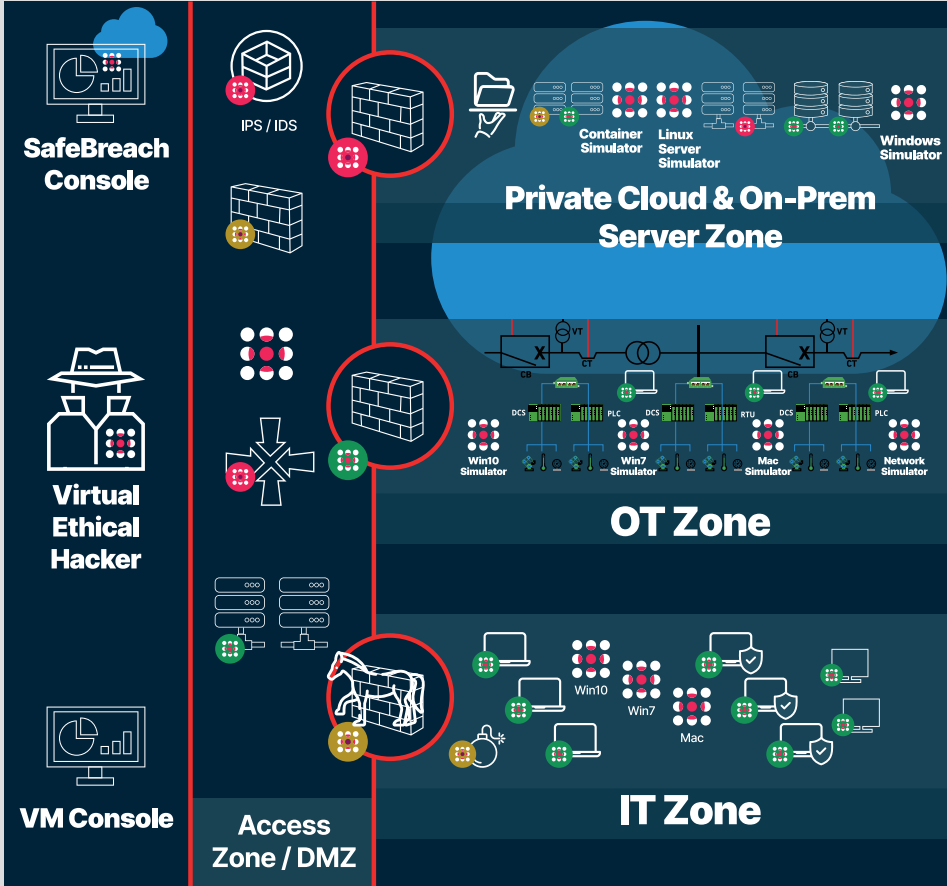 SafeBreach
Console
Virtual
Ethical
Hacker
VM Console
IPS / IDS
Access
Zone / DMZ
Container
Simulator
Linux
Server
Simulator
Windows
Simulator
Private Cloud & On-Prem
Server Zone
VT
X
CB
CT
VT
X
CB
CT
DCS
PLC
DCS
RTU
DCS
PLC
Win10
Simulator
Win7
Simulator
Mac
Simulator
Network
Simulator
OT Zone
Win10
Win7
Mac
IT Zone